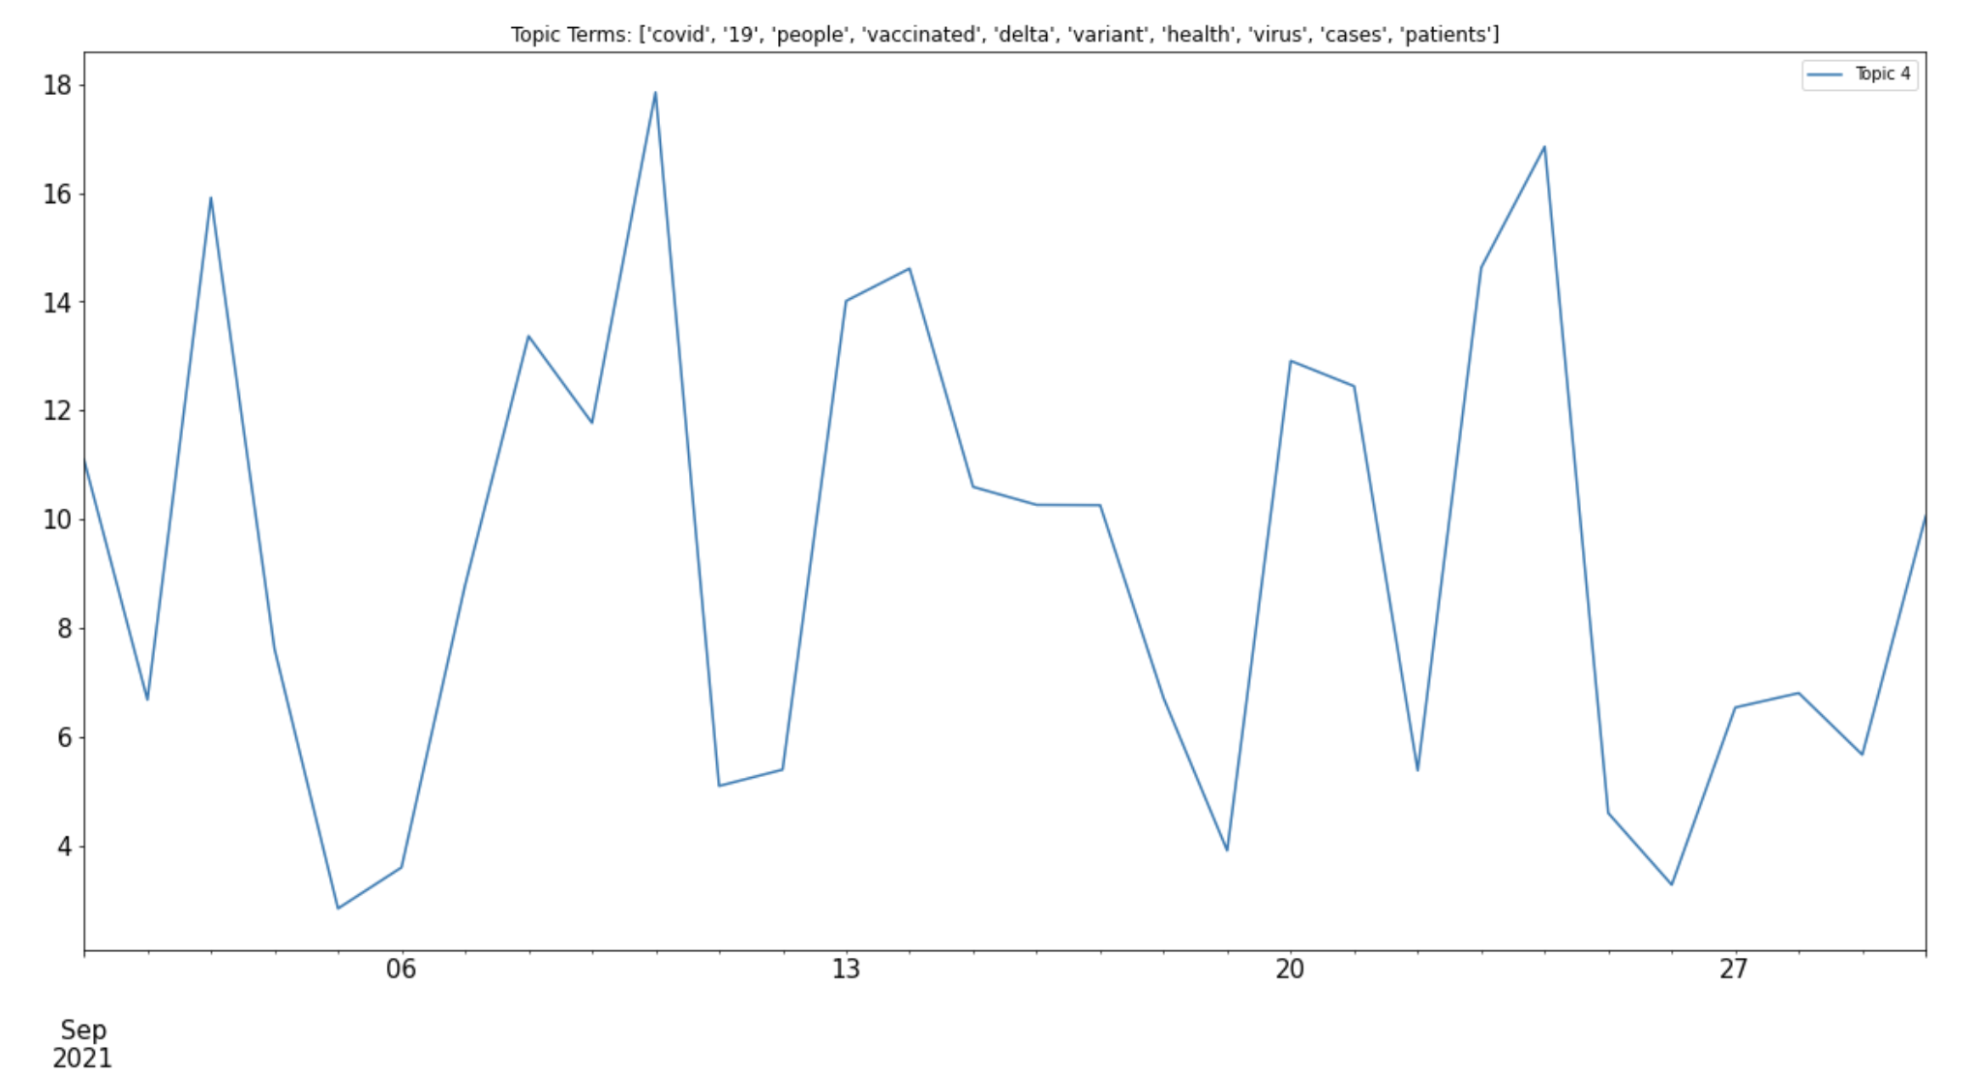 Topic Terms: ['covid', '19', 'people', 'vaccinated', 'delta', 'variant', 'health', 'virus', 'cases', 'patients']
Topic 4
18
16
14
12
10
8
6
4
06 13 20 27
Sep
2021